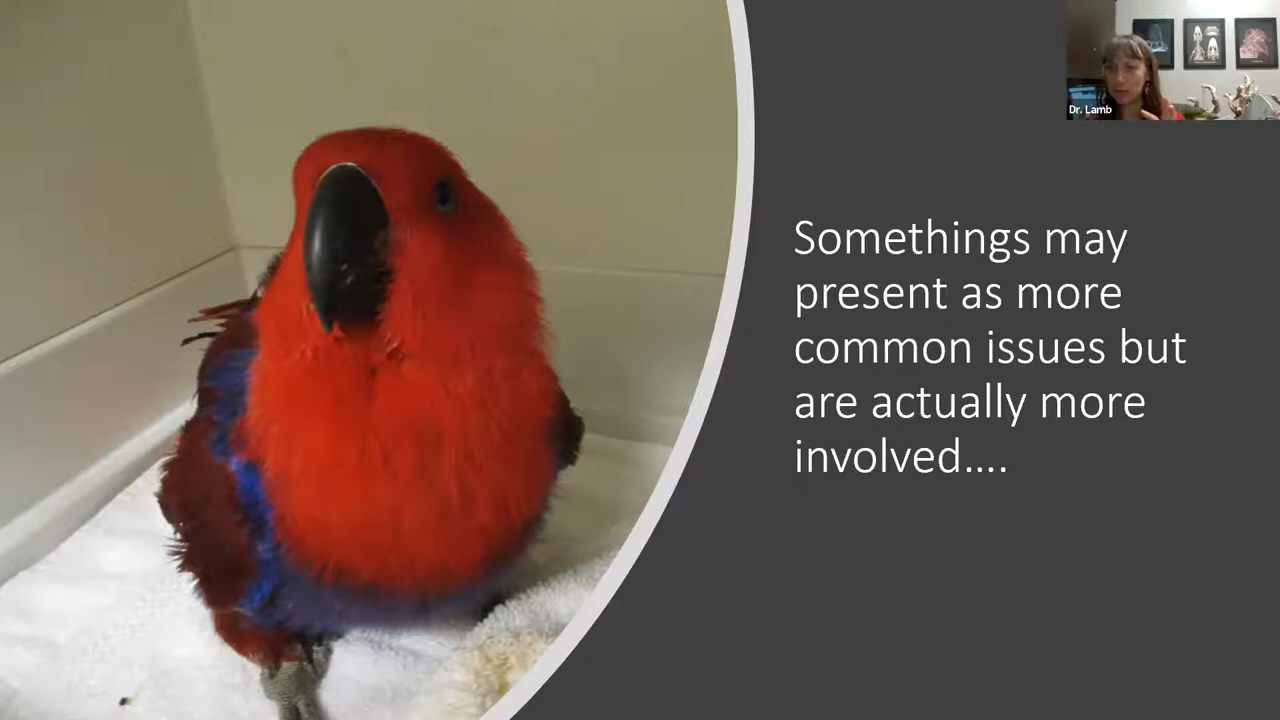 Dr. Lamb
Somethings may
present as more
common issues but
are actually more
involved....